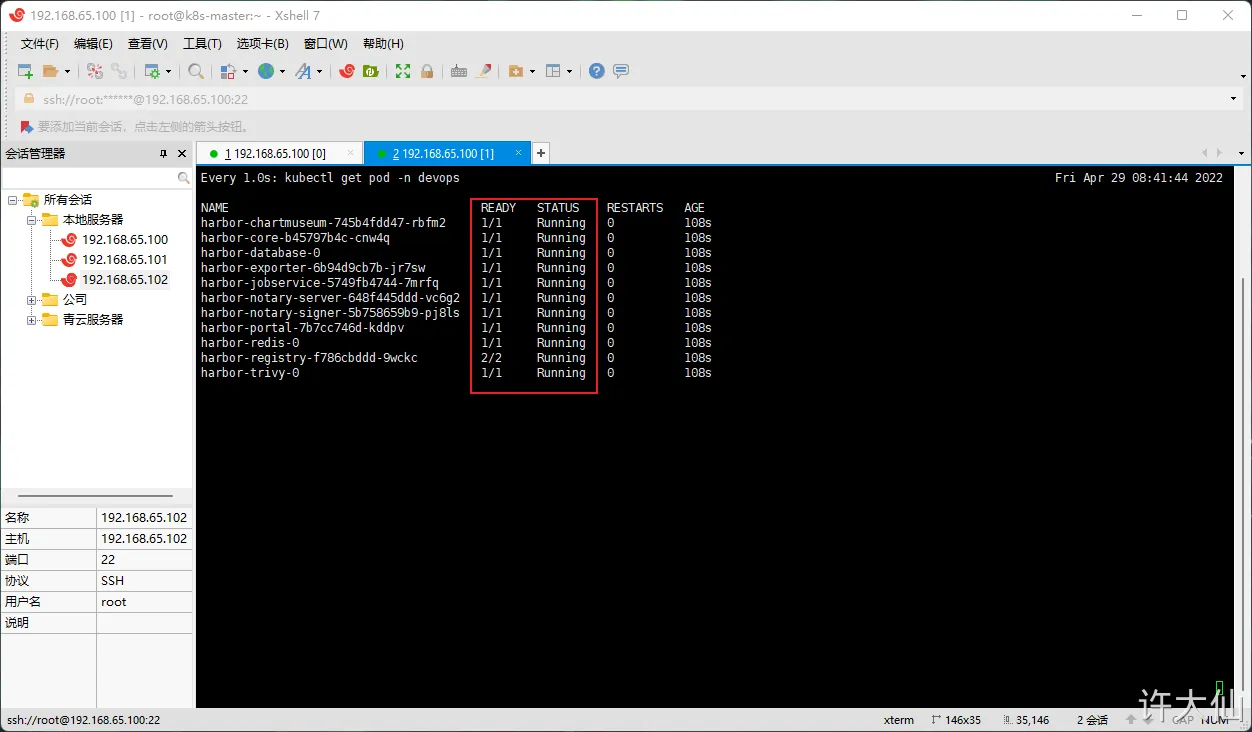 192.168.65.100 [1] - root@k8s-master:~ - Xshell 7
文件(F) 编辑(E) 查看(V) 工具(T) 选项卡(B) 窗口(W) 帮助(H)
ssh://root:******@192.168.65.100:22
要添加当前会话，点击左侧的箭头按钮。
会话管理器
1 192.168.65.100 [0]
2 192.168.65.100 [1]
所有会话
本地服务器
192.168.65.100
192.168.65.101
192.168.65.102
公司
青云服务器
名称 192.168.65.102
主机 192.168.65.102
端口 22
协议 SSH
用户名 root
说明
Every 1.0s: kubectl get pod -n devops Fri Apr 29 08:41:44 2022
NAME READY STATUS RESTARTS AGE
harbor-chartmuseum-745b4fdd47-rbfm2 1/1 Running 0 108s
harbor-core-b45797b4c-cnw4q 1/1 Running 0 108s
harbor-database-0 1/1 Running 0 108s
harbor-exporter-6b94d9cb7b-jr7sw 1/1 Running 0 108s
harbor-jobservice-5749fb4744-7mrfq 1/1 Running 0 108s
harbor-notary-server-648f445ddd-vc6g2 1/1 Running 0 108s
harbor-notary-signer-5b758659b9-pj8ls 1/1 Running 0 108s
harbor-portal-7b7cc746d-kddpv 1/1 Running 0 108s
harbor-redis-0 1/1 Running 0 108s
harbor-registry-f786cbddd-9wckc 2/2 Running 0 108s
harbor-trivy-0 1/1 Running 0 108s
许大仙
ssh://root@192.168.65.100:22 xterm 146x35 35,146 2 会话 CAP NUM